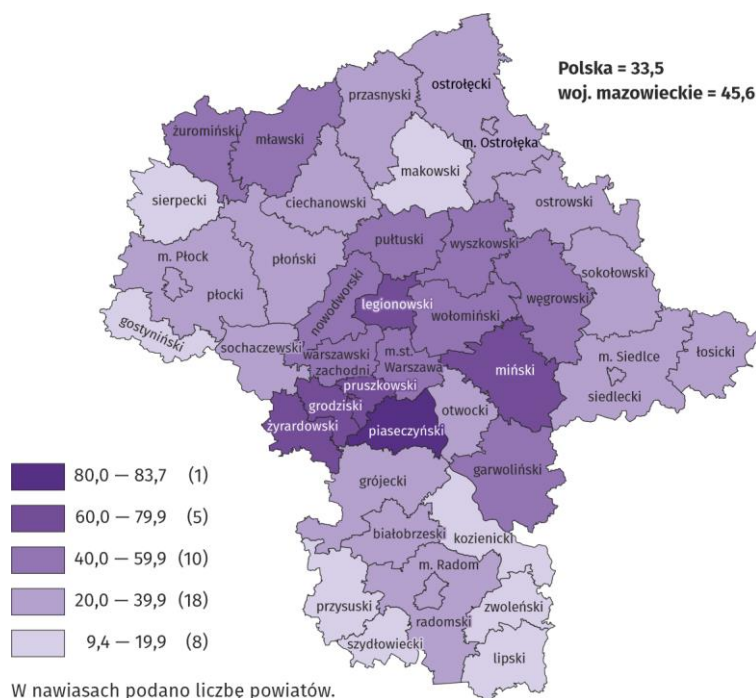 Polska = 33,5
woj. mazowieckie = 45,6
ostrołęcki
przasnyski
żuromiński
mławski
m. Ostrołęka
makowski
sierpecki
ciechanowski
ostrowski
pułtuski
wyszkowski
m. Płock
płoński
sokołowski
płocki
nowodworski
legionowski
węgrowski
gostyniński
wołomiński
sochaczewski
warszawski
zachodni
m.st.
Warszawa
m. Siedlce
łosicki
miński
siedlecki
pruszkowski
grodziski
otwocki
żyrardowski
piaseczyński
garwoliński
grójecki
białobrzeski
kozienicki
m. Radom
przysuski
zwoleński
radomski
szydłowiecki
lipski
80,0 — 83,7 (1)
60,0 — 79,9 (5)
40,0 — 59,9 (10)
20,0 — 39,9 (18)
9,4 — 19,9 (8)
W nawiasach podano liczbę powiatów.